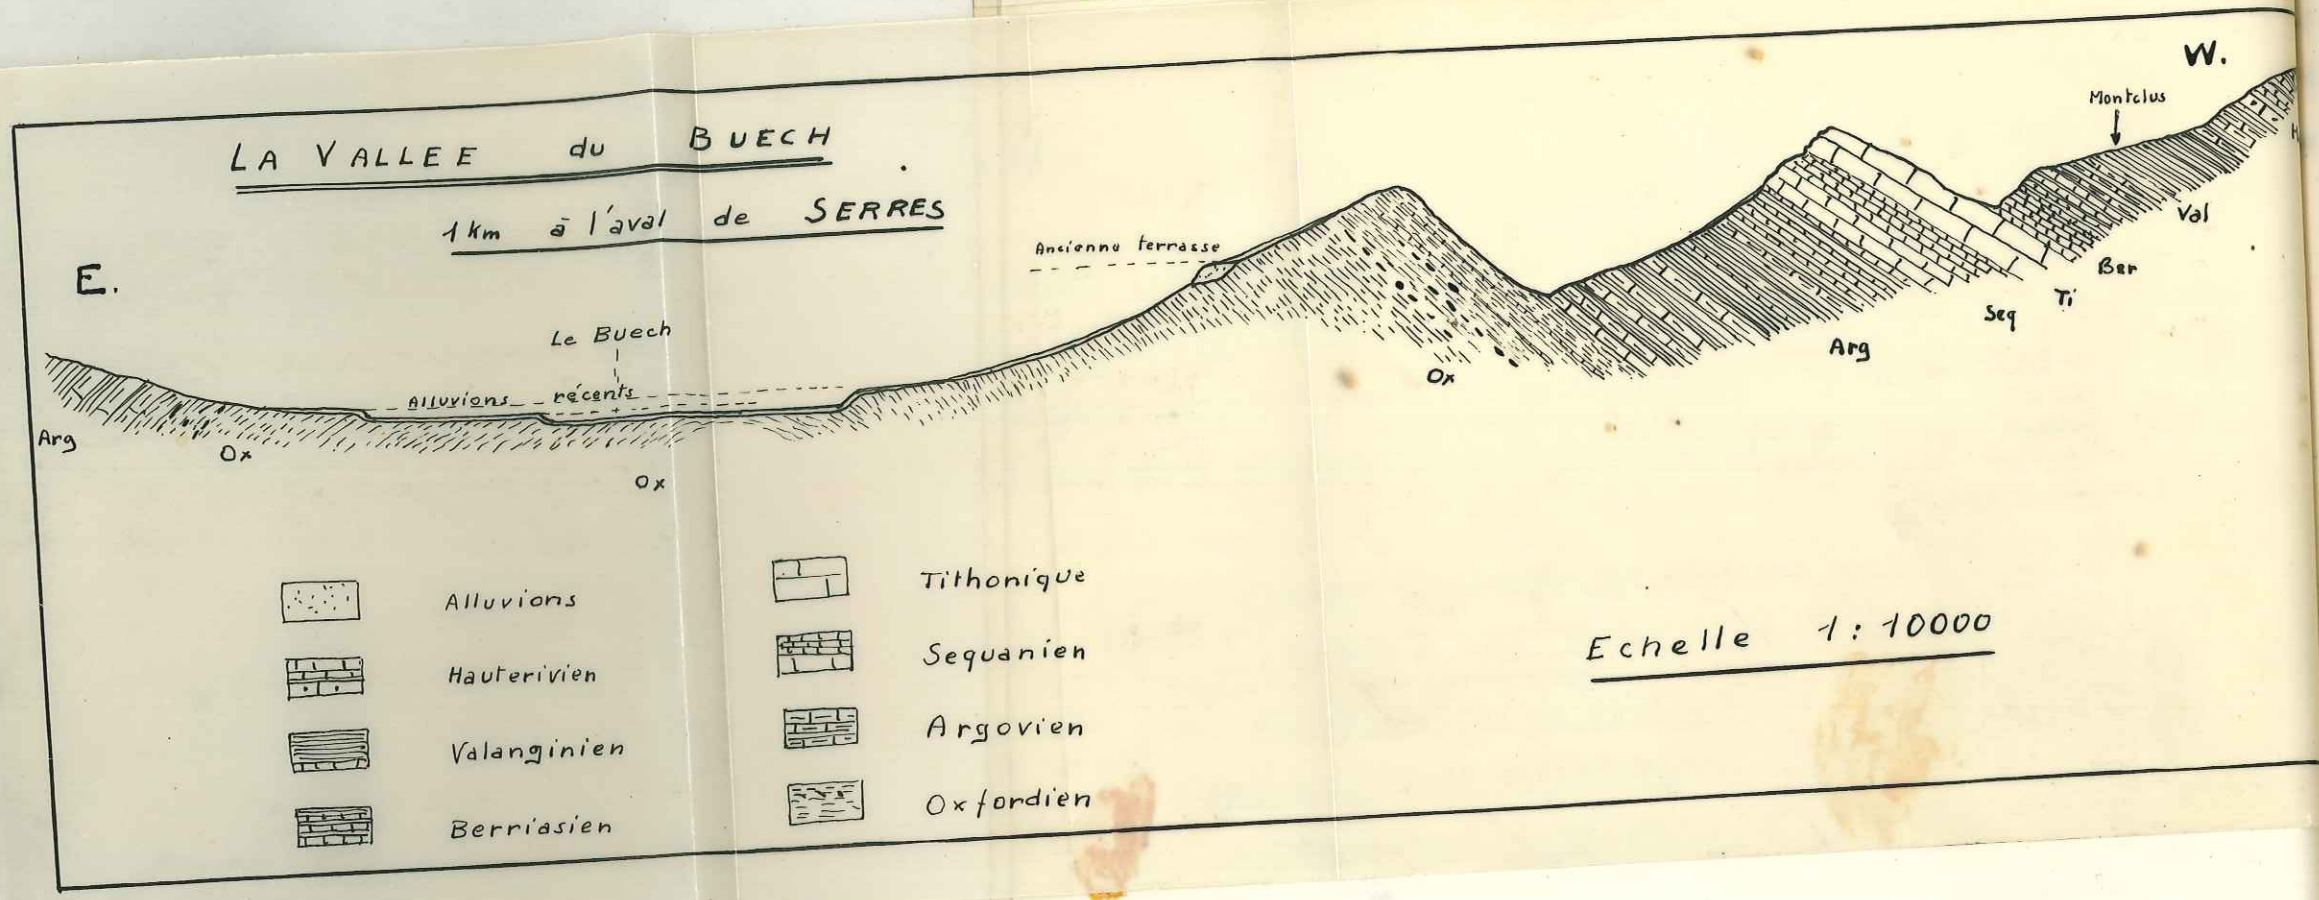 LA VALLEE du BUECH
1 km à l'aval de SERRES
E.
W.
Montclus
Ancienne terrasse
Le Buech
Alluvions récents
Arg
Ox
Ox
Ox
Arg
Seq
Ti
Ber
Val
H
Alluvions
Hauterivien
Valanginien
Berriasien
Tithonique
Sequanien
Argovien
Oxfordien
Echelle 1:10000